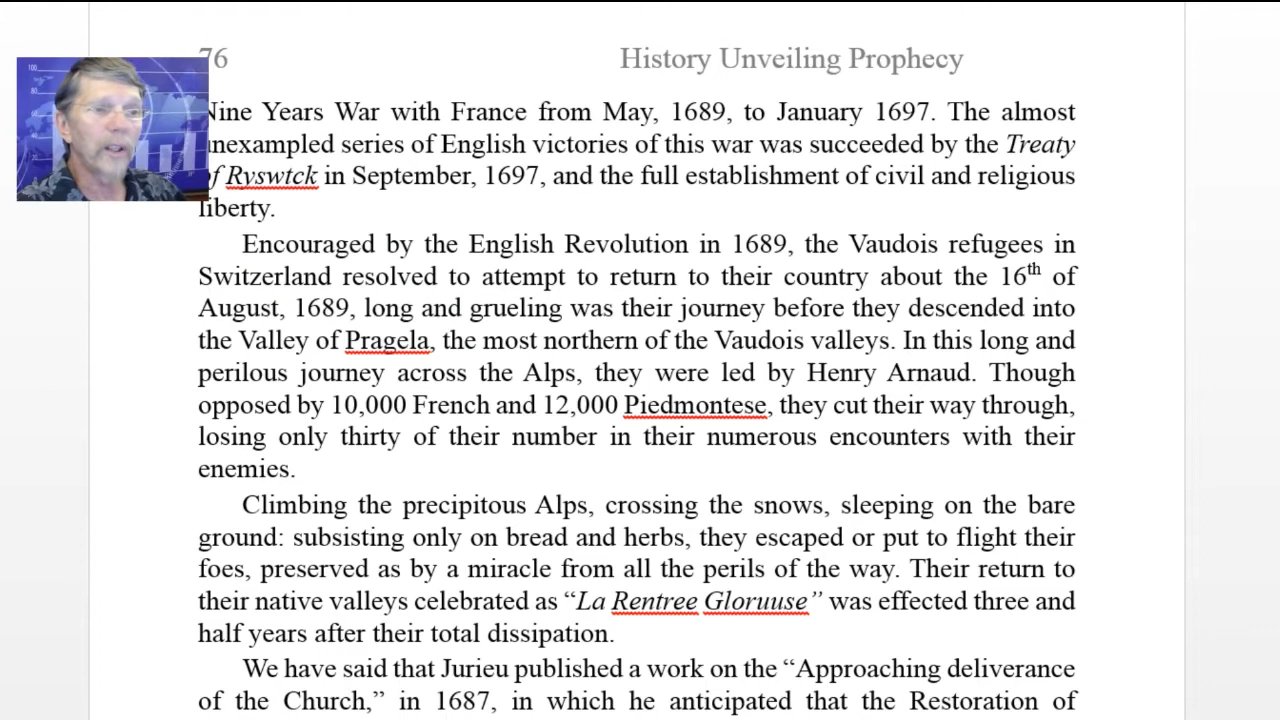 76 History Unveiling Prophecy
Nine Years War with France from May, 1689, to January 1697. The almost
unexampled series of English victories of this war was succeeded by the Treaty
of Ryswtck in September, 1697, and the full establishment of civil and religious
liberty.
Encouraged by the English Revolution in 1689, the Vaudois refugees in
Switzerland resolved to attempt to return to their country about the 16th of
August, 1689, long and grueling was their journey before they descended into
the Valley of Pragela, the most northern of the Vaudois valleys. In this long and
perilous journey across the Alps, they were led by Henry Arnaud. Though
opposed by 10,000 French and 12,000 Piedmontese, they cut their way through,
losing only thirty of their number in their numerous encounters with their
enemies.
Climbing the precipitous Alps, crossing the snows, sleeping on the bare
ground: subsisting only on bread and herbs, they escaped or put to flight their
foes, preserved as by a miracle from all the perils of the way. Their return to
their native valleys celebrated as “La Rentree Gloruuse” was effected three and
half years after their total dissipation.
We have said that Jurieu published a work on the “Approaching deliverance
of the Church,” in 1687, in which he anticipated that the Restoration of